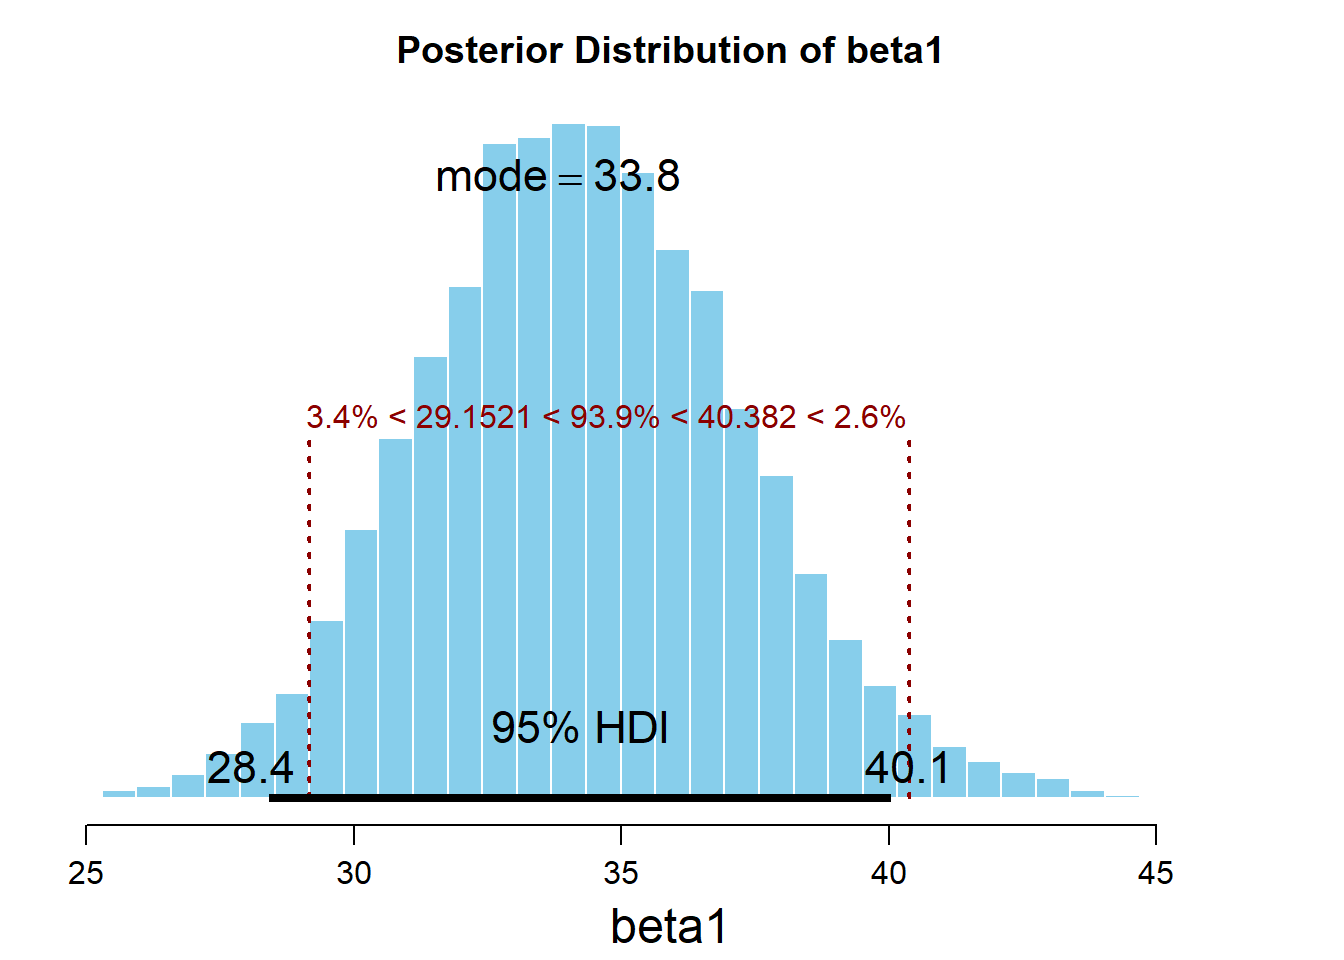 Posterior Distribution of beta1
mode = 33.8
3.4% < 29.1521 < 93.9% < 40.382 < 2.6%
95% HDI
28.4 40.1
25 30 35 40 45
beta1